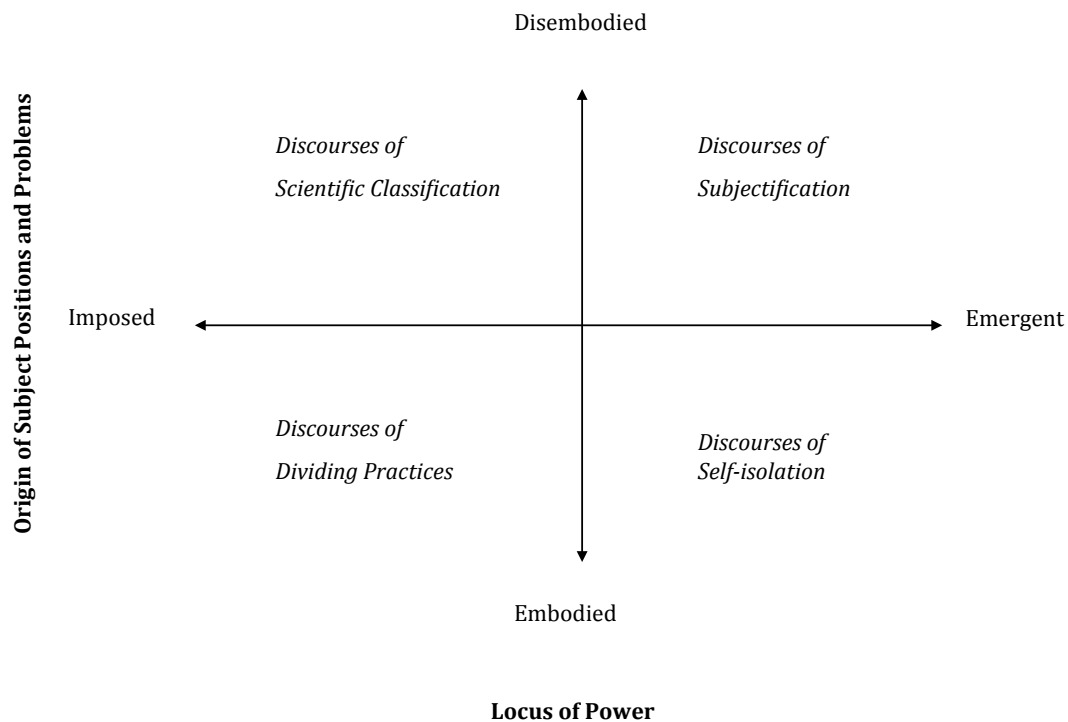 Disembodied
Origin of Subject Positions and Problems
Discourses of
Scientific Classification
Discourses of
Subjectification
Imposed
Emergent
Discourses of
Dividing Practices
Discourses of
Self-isolation
Embodied
Locus of Power